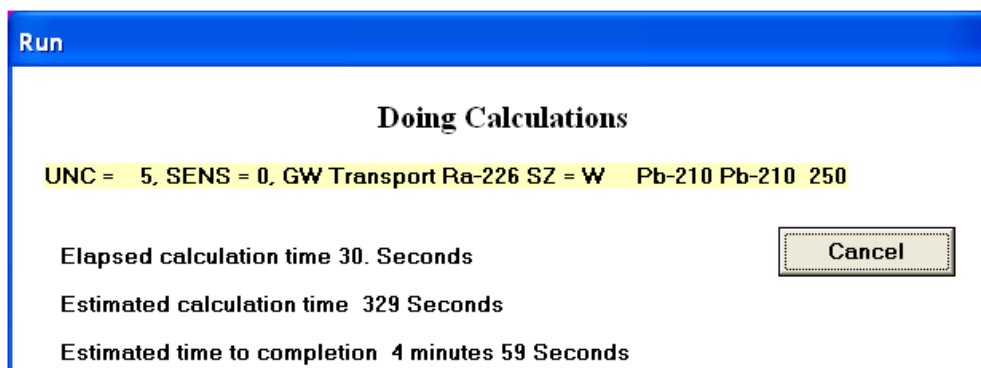 Run
Doing Calculations
UNC = 5, SENS = 0, GW Transport Ra-226 SZ = W Pb-210 Pb-210 250
Elapsed calculation time 30. Seconds
Cancel
Estimated calculation time 329 Seconds
Estimated time to completion 4 minutes 59 Seconds